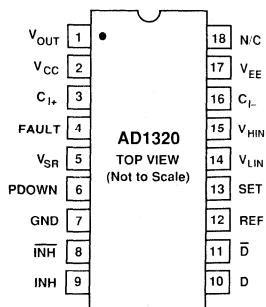 V_OUT 1 18 N/C
V_CC 2 17 V_EE
C_I+ 3 16 C_I–
FAULT 4 15 V_HIN
AD1320
V_SR 5 TOP VIEW 14 V_LIN
(Not to Scale)
PDOWN 6 13 SET
GND 7 12 REF
I̅N̅H̅ 8 11 D̅
INH 9 10 D